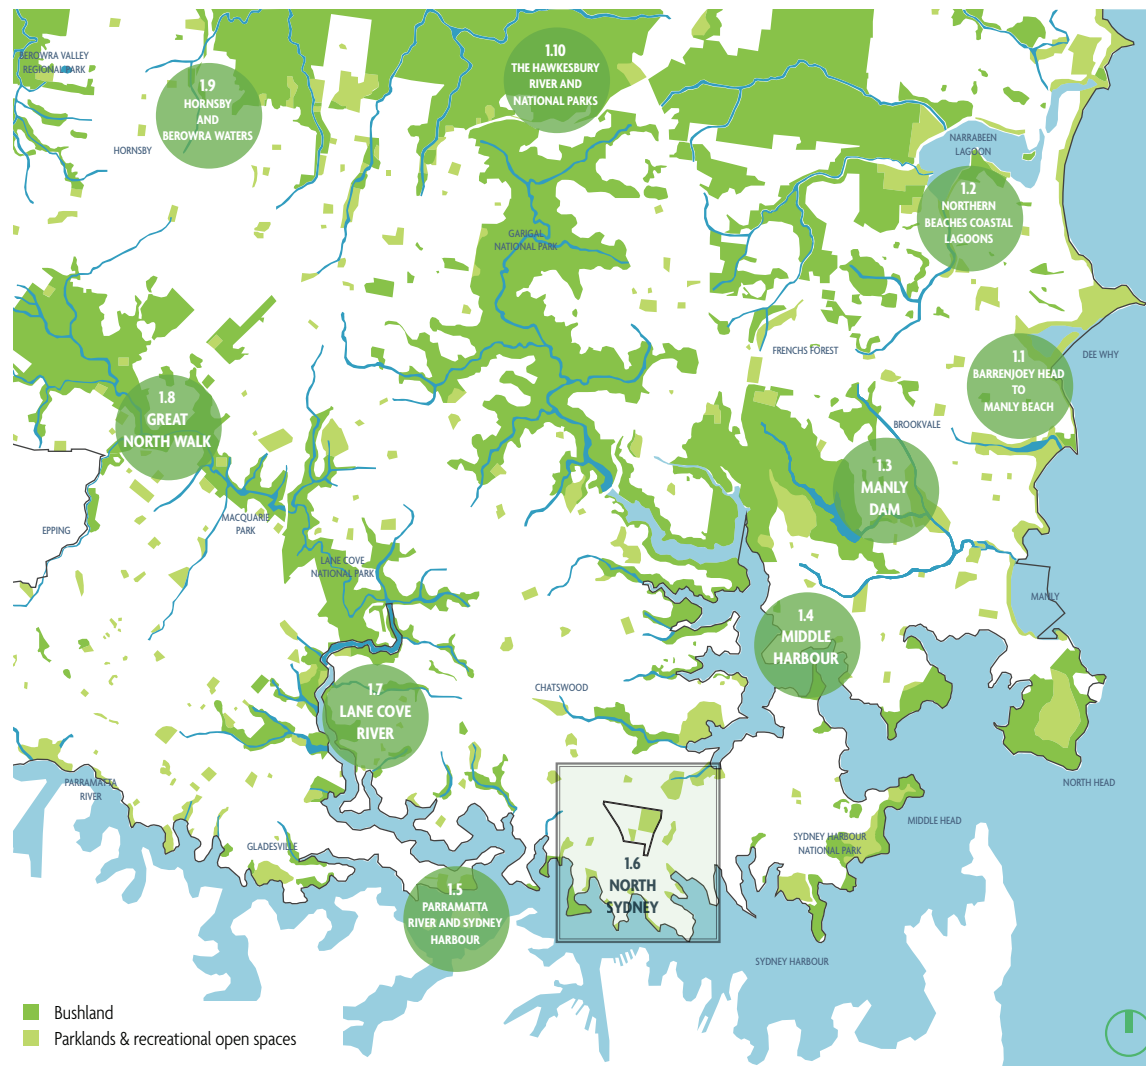 BEROWRA VALLEY
REGIONAL PARK
1.9
HORNSBY
AND
BEROWRA WATERS
HORNSBY
1.10
THE HAWKESBURY
RIVER AND
NATIONAL PARKS
NARRABEEN
LAGOON
1.2
NORTHERN
BEACHES COASTAL
LAGOONS
GARIGAL
NATIONAL PARK
FRENCHS FOREST
DEE WHY
1.1
BARRENJOEY HEAD
TO
MANLY BEACH
1.8
GREAT
NORTH WALK
BROOKVALE
1.3
MANLY
DAM
EPPING
MACQUARIE
PARK
LANE COVE
NATIONAL PARK
MANLY
1.4
MIDDLE
HARBOUR
CHATSWOOD
1.7
LANE COVE
RIVER
PARRAMATTA
RIVER
NORTH HEAD
MIDDLE HEAD
SYDNEY HARBOUR
NATIONAL PARK
GLADESVILLE
1.6
NORTH
SYDNEY
1.5
PARRAMATTA
RIVER AND SYDNEY
HARBOUR
SYDNEY HARBOUR
Bushland
Parklands & recreational open spaces